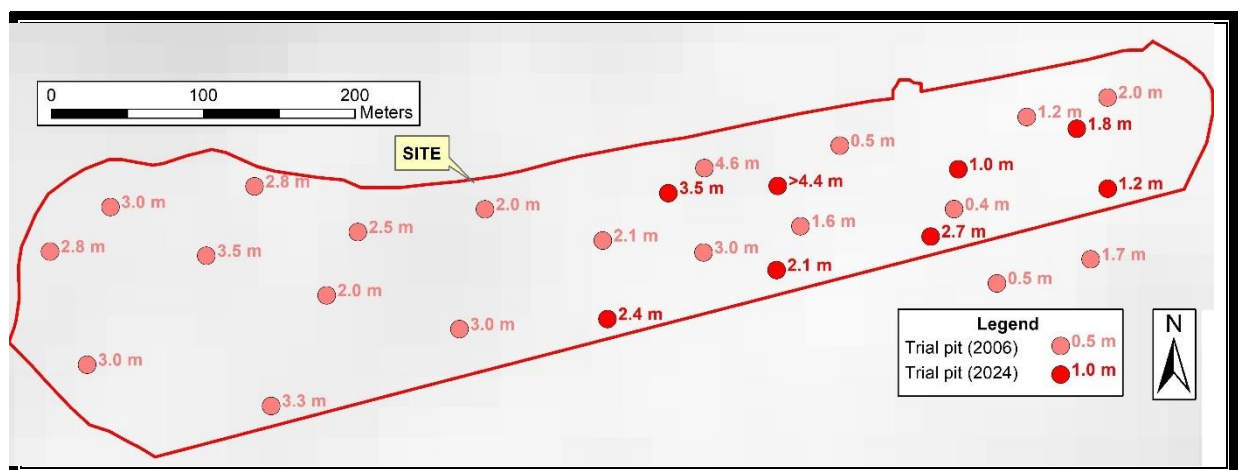 0 100 200
Meters
SITE
2.0 m
1.2 m
1.8 m
0.5 m
4.6 m
1.0 m
2.8 m
3.5 m
>4.4 m
1.2 m
3.0 m
2.0 m
0.4 m
1.6 m
2.5 m
2.1 m
2.7 m
2.8 m
3.5 m
3.0 m
1.7 m
2.1 m
0.5 m
2.0 m
2.4 m
3.0 m
3.0 m
3.3 m
Legend
Trial pit (2006) 0.5 m
Trial pit (2024) 1.0 m
N